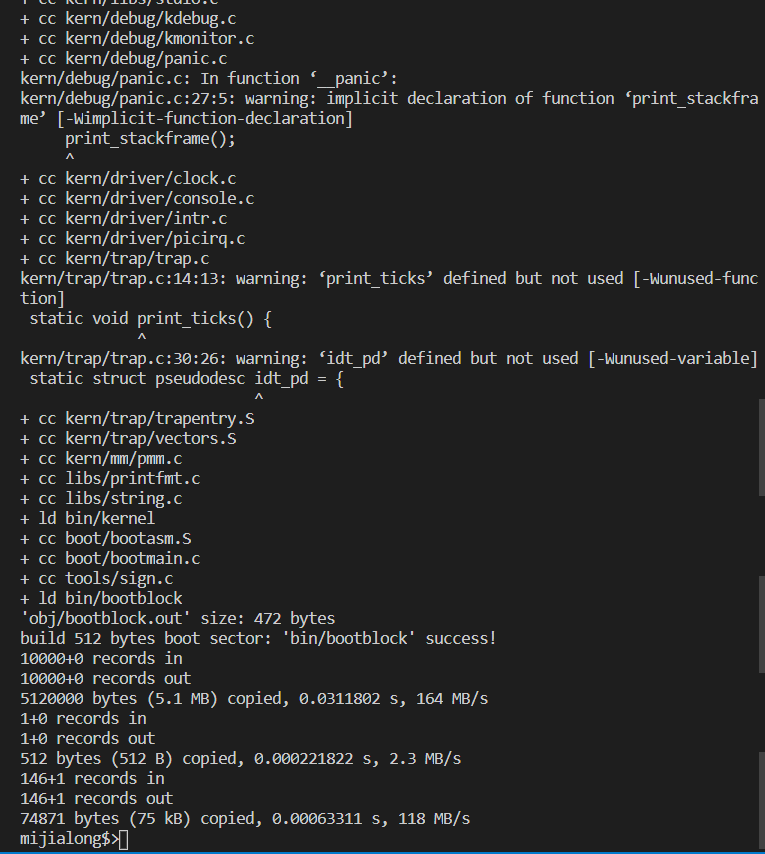 + cc kern/libs/stdio.c
+ cc kern/debug/kdebug.c
+ cc kern/debug/kmonitor.c
+ cc kern/debug/panic.c
kern/debug/panic.c: In function ‘__panic’:
kern/debug/panic.c:27:5: warning: implicit declaration of function ‘print_stackfra
me’ [-Wimplicit-function-declaration]
     print_stackframe();
     ^
+ cc kern/driver/clock.c
+ cc kern/driver/console.c
+ cc kern/driver/intr.c
+ cc kern/driver/picirq.c
+ cc kern/trap/trap.c
kern/trap/trap.c:14:13: warning: ‘print_ticks’ defined but not used [-Wunused-func
tion]
 static void print_ticks() {
             ^
kern/trap/trap.c:30:26: warning: ‘idt_pd’ defined but not used [-Wunused-variable]
 static struct pseudodesc idt_pd = {
                          ^
+ cc kern/trap/trapentry.S
+ cc kern/trap/vectors.S
+ cc kern/mm/pmm.c
+ cc libs/printfmt.c
+ cc libs/string.c
+ ld bin/kernel
+ cc boot/bootasm.S
+ cc boot/bootmain.c
+ cc tools/sign.c
+ ld bin/bootblock
'obj/bootblock.out' size: 472 bytes
build 512 bytes boot sector: 'bin/bootblock' success!
10000+0 records in
10000+0 records out
5120000 bytes (5.1 MB) copied, 0.0311802 s, 164 MB/s
1+0 records in
1+0 records out
512 bytes (512 B) copied, 0.000221822 s, 2.3 MB/s
146+1 records in
146+1 records out
74871 bytes (75 kB) copied, 0.00063311 s, 118 MB/s
mijialong$>